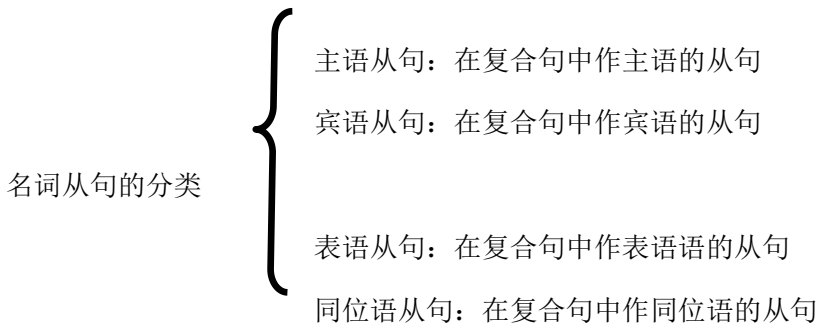 主语从句：在复合句中作主语的从句
宾语从句：在复合句中作宾语的从句
名词从句的分类
表语从句：在复合句中作表语语的从句
同位语从句：在复合句中作同位语的从句